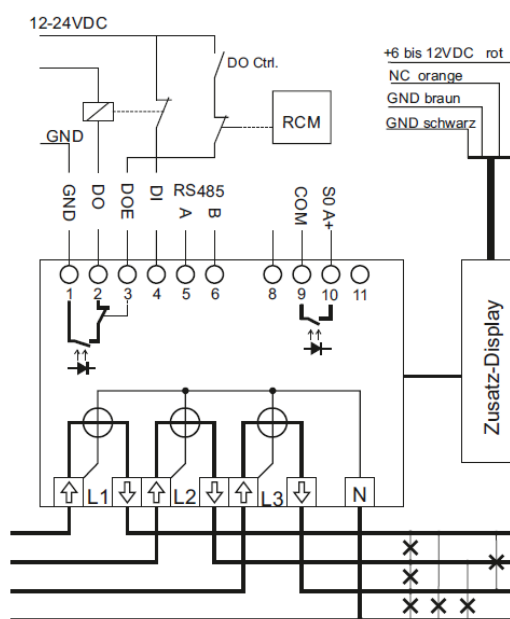 12-24VDC
DO Ctrl.
RCM
GND
+6 bis 12VDC rot
NC orange
GND braun
GND schwarz
GND
DO
DOE
DI
RS485
A
B
COM
S0 A+
1 2 3 4 5 6 8 9 10 11
Zusatz-Display
L1 L2 L3 N